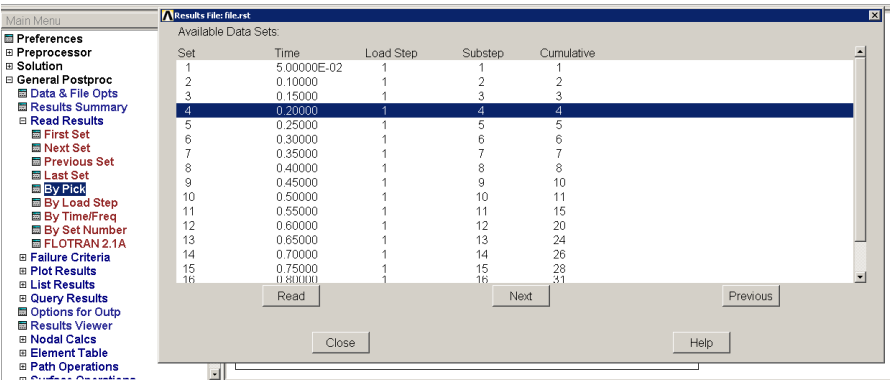 Main Menu
Preferences
Preprocessor
Solution
General Postproc
Data & File Opts
Results Summary
Read Results
First Set
Next Set
Previous Set
Last Set
By Pick
By Load Step
By Time/Freq
By Set Number
FLOTRAN 2.1A
Failure Criteria
Plot Results
List Results
Query Results
Options for Outp
Results Viewer
Nodal Calcs
Element Table
Path Operations
Surface Operations
Results File: file.rst
Available Data Sets:
Set Time Load Step Substep Cumulative
1 5.00000E-02 1 1 1
2 0.10000 1 2 2
3 0.15000 1 3 3
4 0.20000 1 4 4
5 0.25000 1 5 5
6 0.30000 1 6 6
7 0.35000 1 7 7
8 0.40000 1 8 8
9 0.45000 1 9 10
10 0.50000 1 10 11
11 0.55000 1 11 15
12 0.60000 1 12 20
13 0.65000 1 13 24
14 0.70000 1 14 26
15 0.75000 1 15 28
16 0.80000 1 16 31
Read Next Previous
Close Help